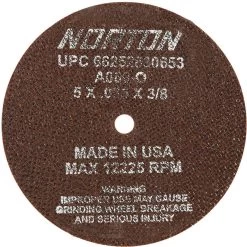 NORTON
5 X .035 X 3/8
MADE IN USA
MAX 12225 RPM
WARNING
IMPROPER USE MAY CAUSE
GRINDING WHEEL BREAKAGE
AND SERIOUS INJURY